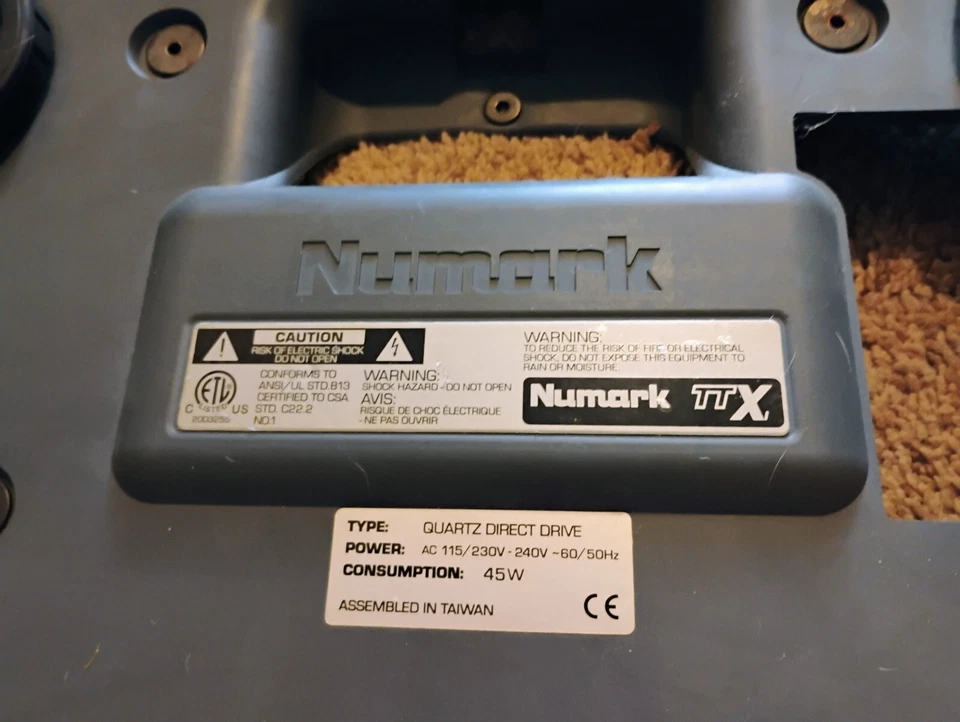 Numark
CAUTION
RISK OF ELECTRIC SHOCK
DO NOT OPEN
ETL
LISTED
C US
2003255
CONFORMS TO
ANSI/UL STD.813
CERTIFIED TO CSA
STD. C22.2
NO.1
WARNING:
SHOCK HAZARD - DO NOT OPEN
AVIS:
RISQUE DE CHOC ÉLECTRIQUE
- NE PAS OUVRIR
WARNING:
TO REDUCE THE RISK OF FIRE OR ELECTRICAL
SHOCK, DO NOT EXPOSE THIS EQUIPMENT TO
RAIN OR MOISTURE.
Numark TTX
TYPE: QUARTZ DIRECT DRIVE
POWER: AC 115/230V - 240V ~60/50Hz
CONSUMPTION: 45W
ASSEMBLED IN TAIWAN CE